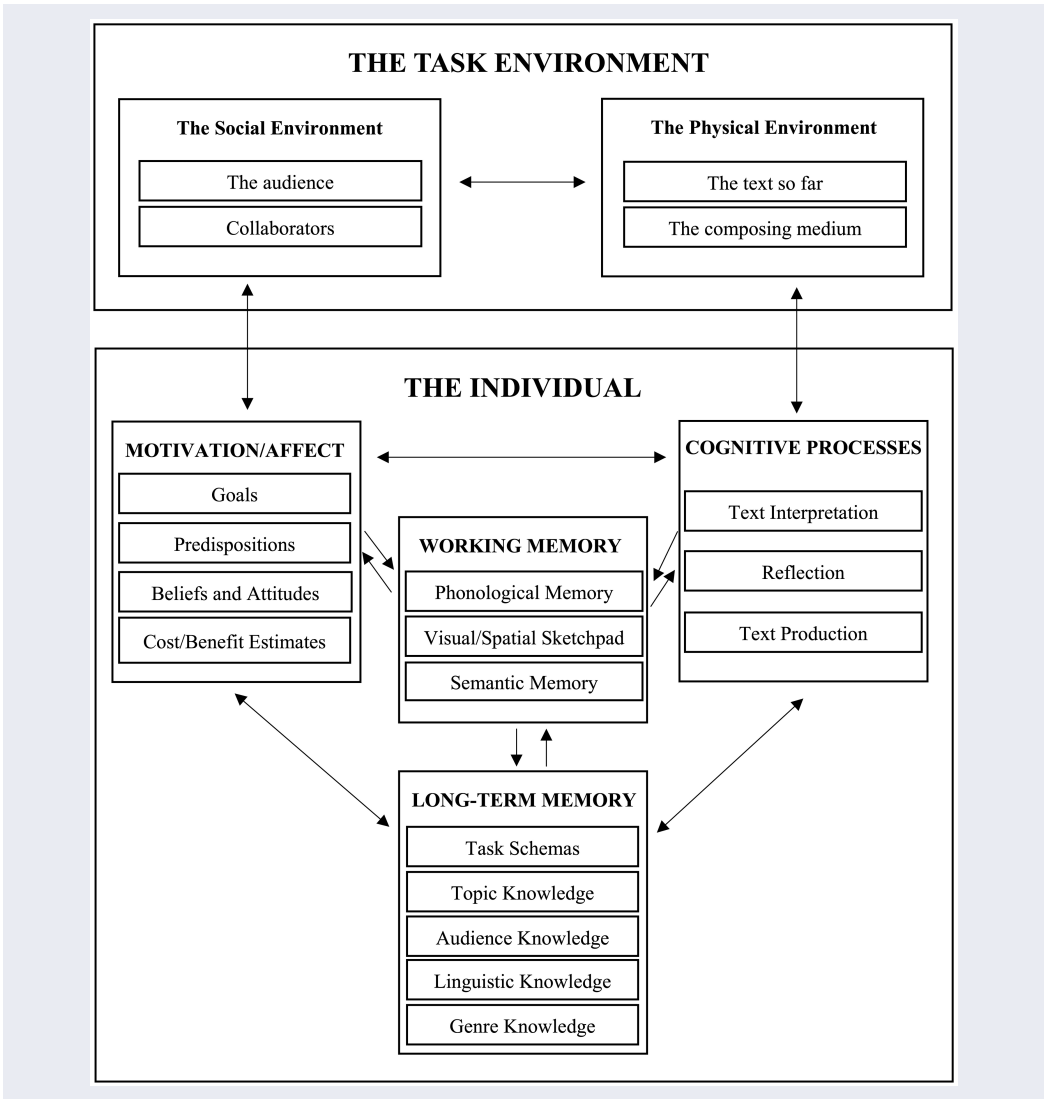 THE TASK ENVIRONMENT
The Social Environment
The audience
Collaborators
The Physical Environment
The text so far
The composing medium
THE INDIVIDUAL
MOTIVATION/AFFECT
Goals
Predispositions
Beliefs and Attitudes
Cost/Benefit Estimates
WORKING MEMORY
Phonological Memory
Visual/Spatial Sketchpad
Semantic Memory
COGNITIVE PROCESSES
Text Interpretation
Reflection
Text Production
LONG-TERM MEMORY
Task Schemas
Topic Knowledge
Audience Knowledge
Linguistic Knowledge
Genre Knowledge